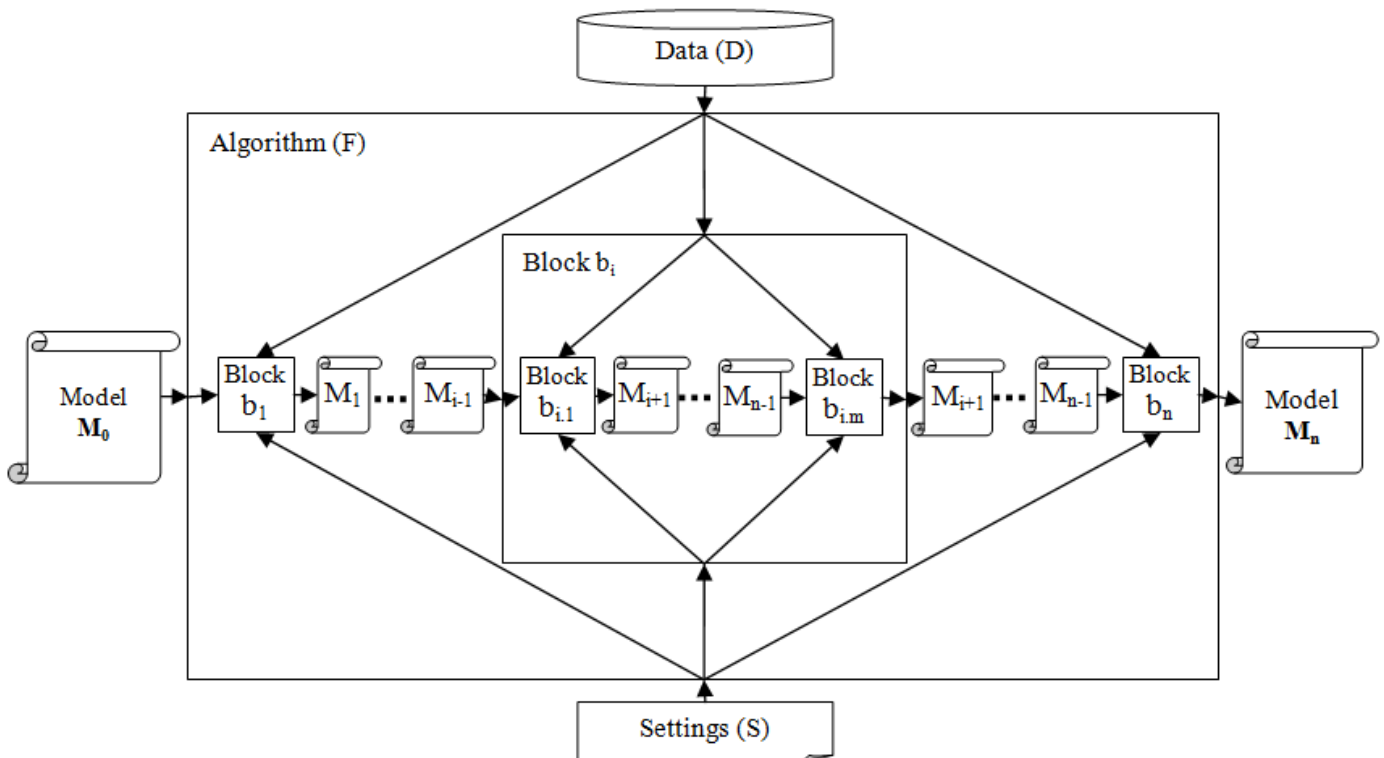 Data (D)
Algorithm (F)
Block bᵢ
Model
M₀
Block
b₁
M₁
Mᵢ₋₁
Block
bᵢ.₁
Mᵢ₊₁
Mₙ₋₁
Block
bᵢ.ₘ
Mᵢ₊₁
Mₙ₋₁
Block
bₙ
Model
Mₙ
Settings (S)